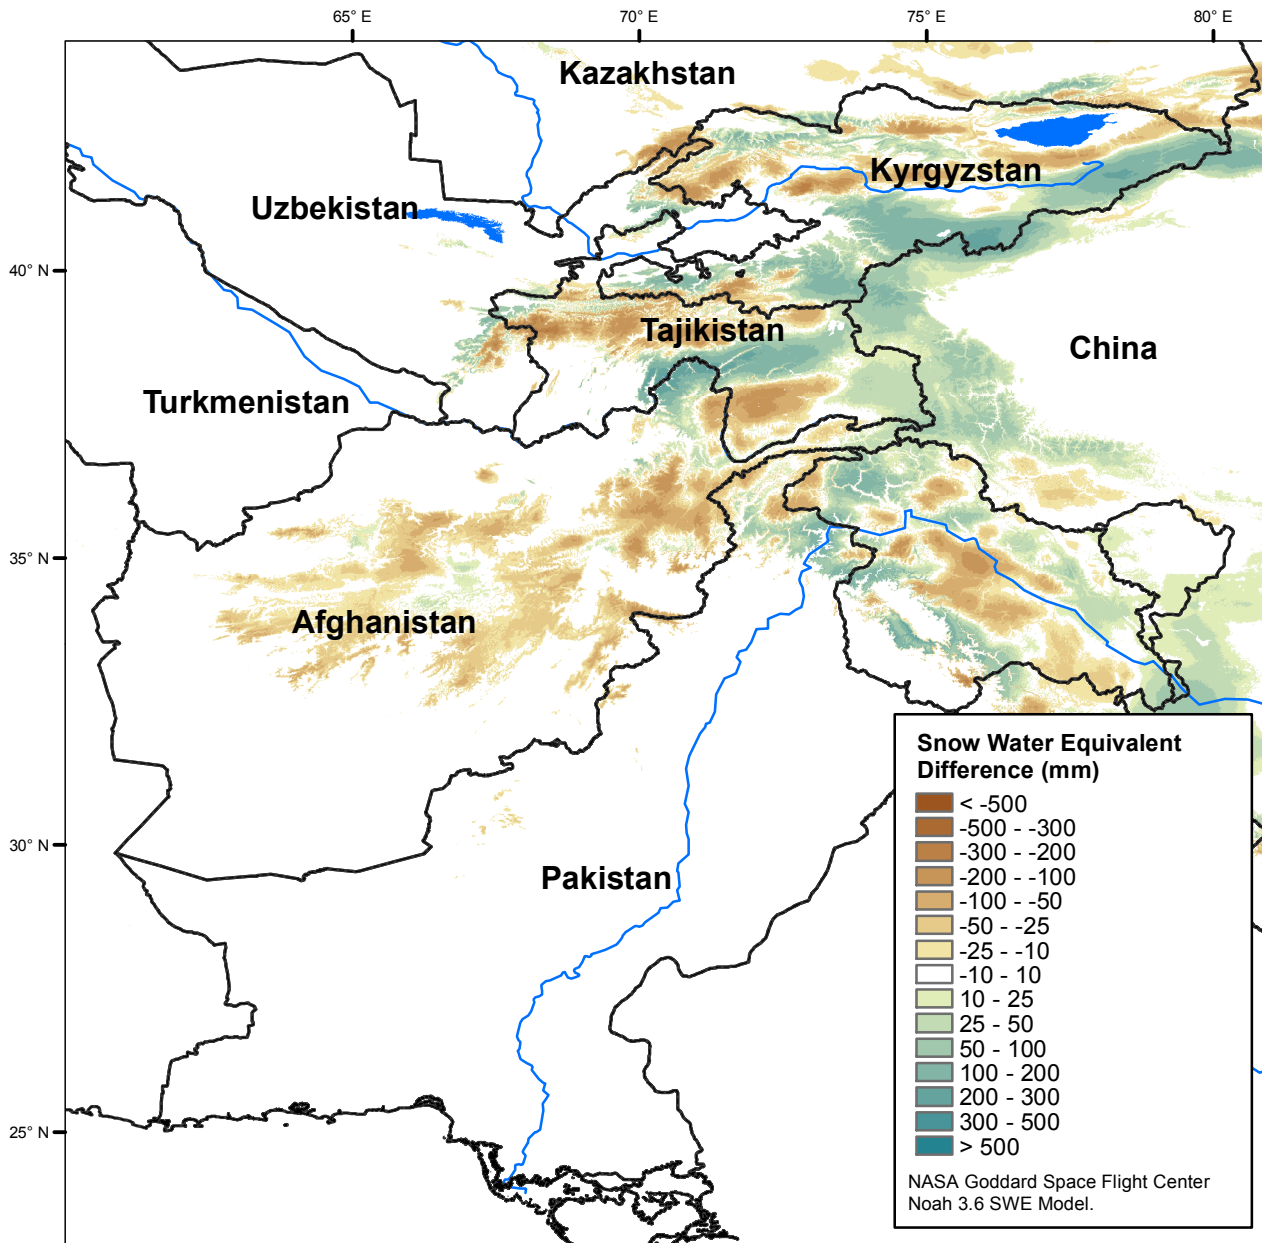 65° E
70° E
75° E
80° E
Kazakhstan
Kyrgyzstan
Uzbekistan
40° N
Tajikistan
China
Turkmenistan
35° N
Afghanistan
30° N
Pakistan
25° N
Snow Water Equivalent
Difference (mm)
< -500
-500 - -300
-300 - -200
-200 - -100
-100 - -50
-50 - -25
-25 - -10
-10 - 10
10 - 25
25 - 50
50 - 100
100 - 200
200 - 300
300 - 500
> 500
NASA Goddard Space Flight Center
Noah 3.6 SWE Model.